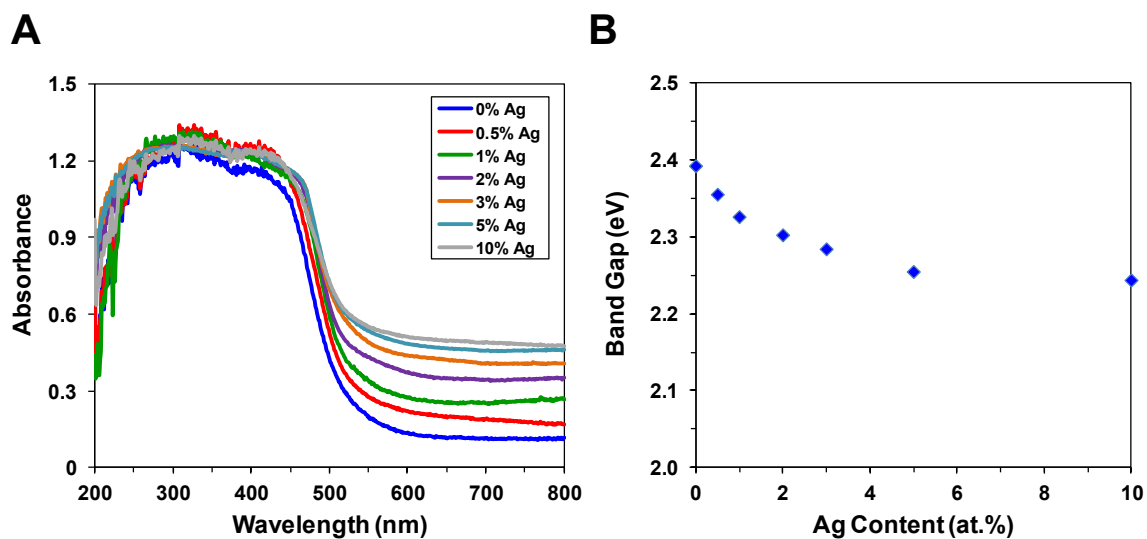 A
B
Absorbance
1.5
1.2
0.9
0.6
0.3
0
0% Ag
0.5% Ag
1% Ag
2% Ag
3% Ag
5% Ag
10% Ag
200 300 400 500 600 700 800
Wavelength (nm)
Band Gap (eV)
2.5
2.4
2.3
2.2
2.1
2.0
0 2 4 6 8 10
Ag Content (at.%)